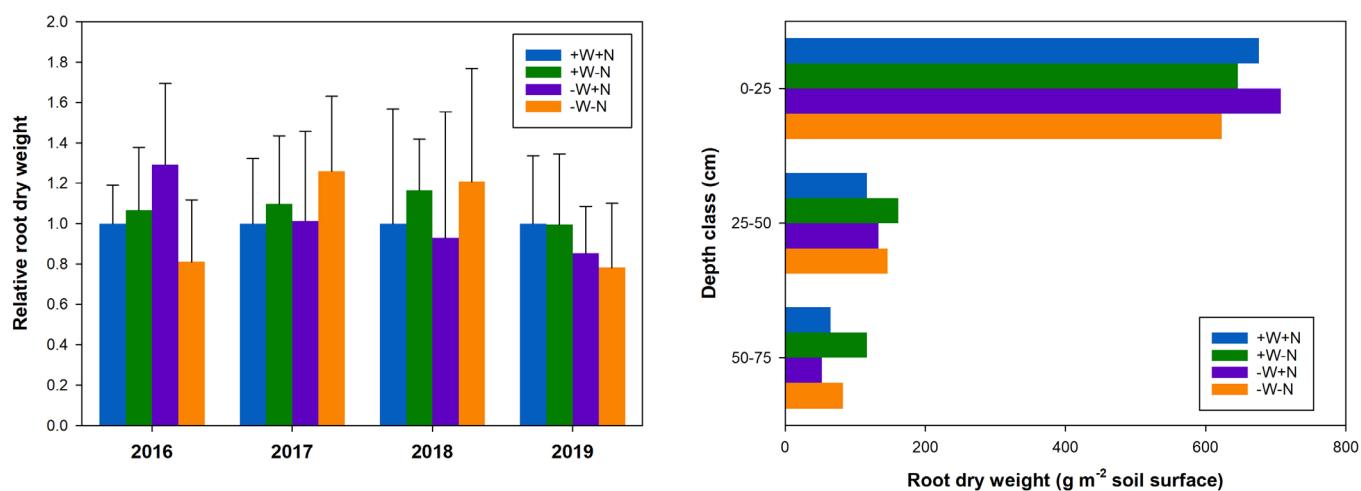 Relative root dry weight
2.0
1.8
1.6
1.4
1.2
1.0
0.8
0.6
0.4
0.2
0.0
2016 2017 2018 2019
+W+N
+W-N
-W+N
-W-N
Depth class (cm)
0-25
25-50
50-75
+W+N
+W-N
-W+N
-W-N
0 200 400 600 800
Root dry weight (g m⁻² soil surface)